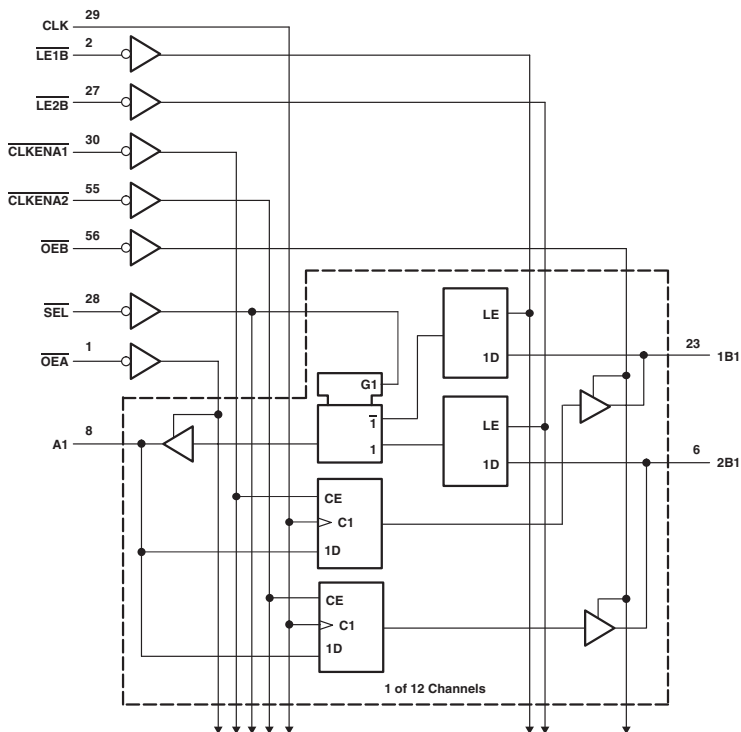 CLK 29
LE1B 2
LE2B 27
CLKENA1 30
CLKENA2 55
OEB 56
SEL 28
OEA 1
LE
1D
23 1B1
G1
1
1
LE
1D
6 2B1
A1 8
CE
C1
1D
CE
C1
1D
1 of 12 Channels